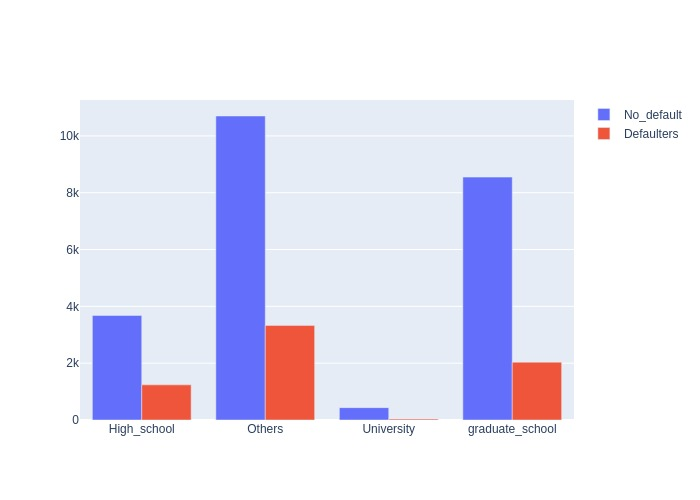 No_default
Defaulters
10k
8k
6k
4k
2k
0
High_school
Others
University
graduate_school